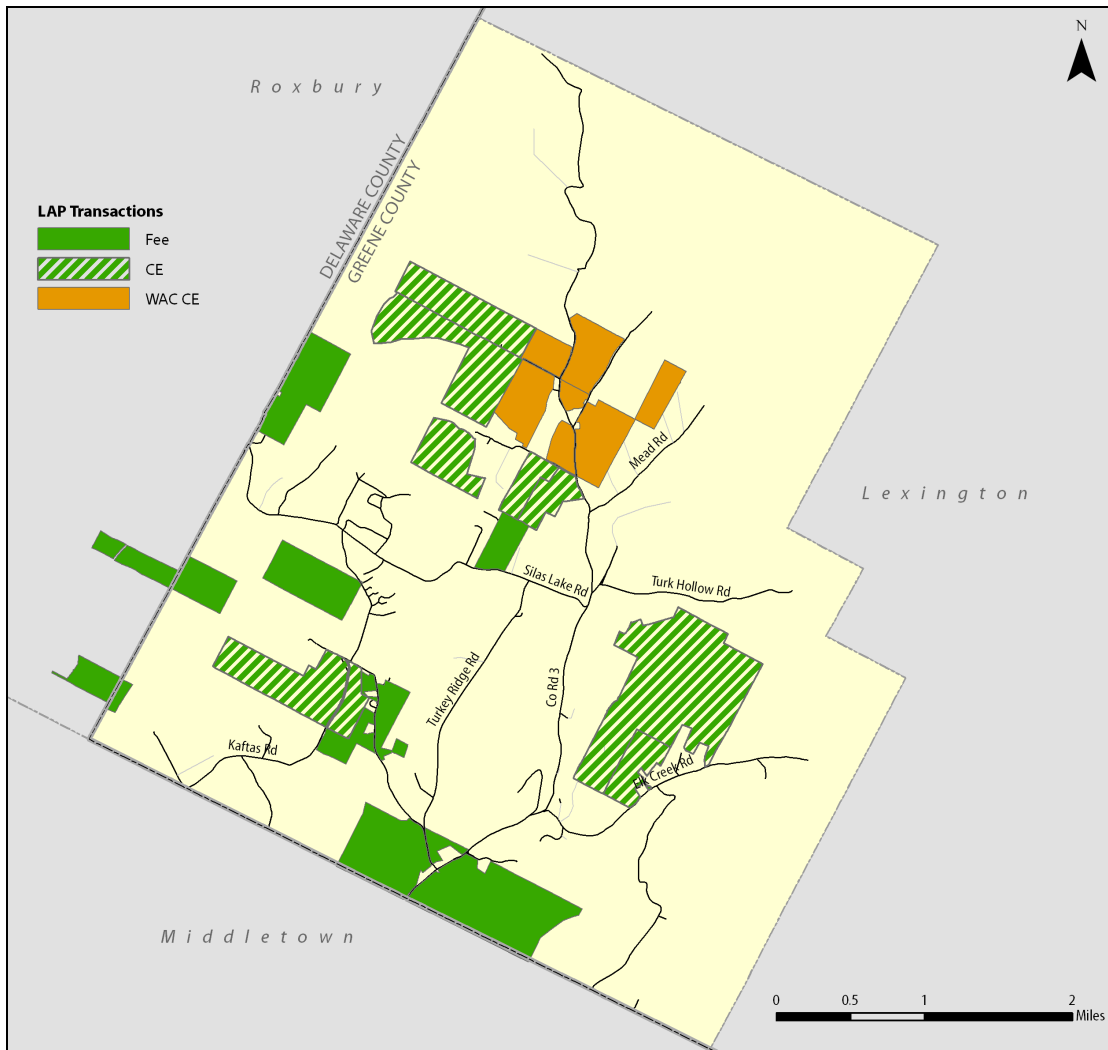 N
Roxbury
DELAWARE COUNTY
GREENE COUNTY
LAP Transactions
Fee
CE
WAC CE
Mead Rd
Lexington
Silas Lake Rd
Turk Hollow Rd
Turkey Ridge Rd
Co Rd 3
Kaftas Rd
Elk Creek Rd
Middletown
0 0.5 1 2
Miles